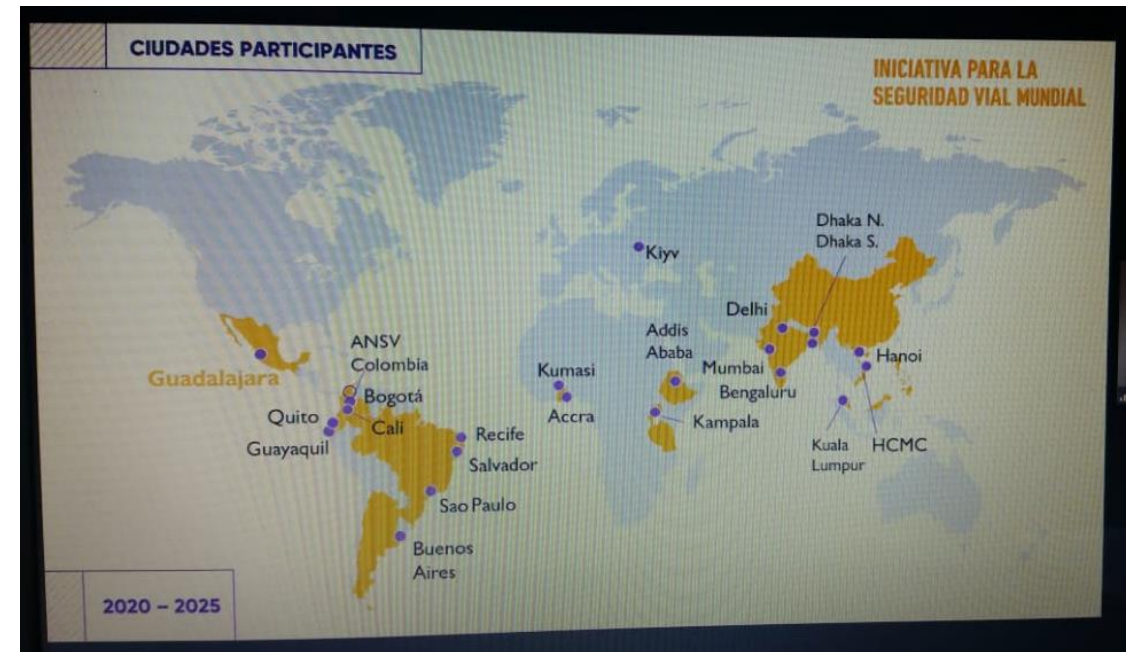 CIUDADES PARTICIPANTES
INICIATIVA PARA LA
SEGURIDAD VIAL MUNDIAL
Dhaka N.
Dhaka S.
Kiyv
Delhi
ANSV
Colombia
Addis
Ababa
Guadalajara
Kumasi
Mumbai
Hanoi
Bogotá
Bengaluru
Quito
Cali
Accra
Kampala
Guayaquil
Recife
Salvador
Kuala
Lumpur
HCMC
Sao Paulo
Buenos
Aires
2020 – 2025